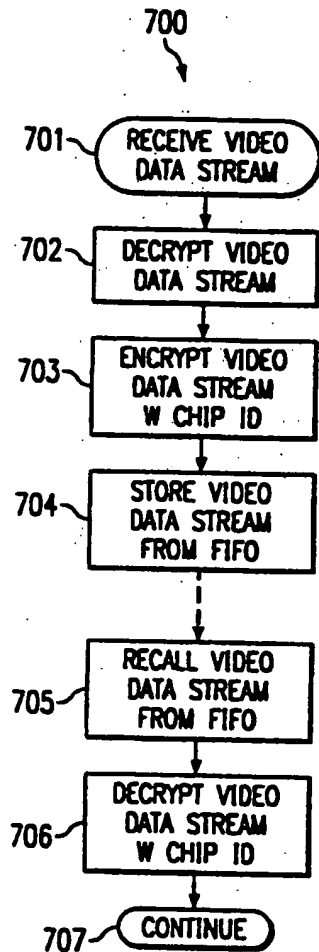 700
701
RECEIVE VIDEO
DATA STREAM
702
DECRYPT VIDEO
DATA STREAM
703
ENCRYPT VIDEO
DATA STREAM
W CHIP ID
704
STORE VIDEO
DATA STREAM
FROM FIFO
705
RECALL VIDEO
DATA STREAM
FROM FIFO
706
DECRYPT VIDEO
DATA STREAM
W CHIP ID
707
CONTINUE